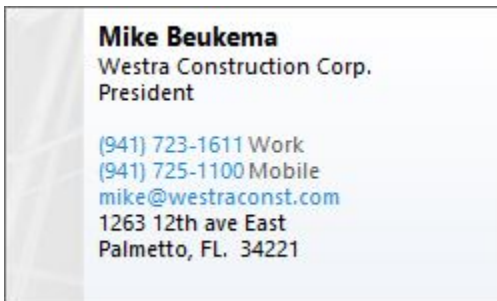 Mike Beukema
Westra Construction Corp.
President
(941) 723-1611 Work
(941) 725-1100 Mobile
mike@westraconst.com
1263 12th ave East
Palmetto, FL.  34221